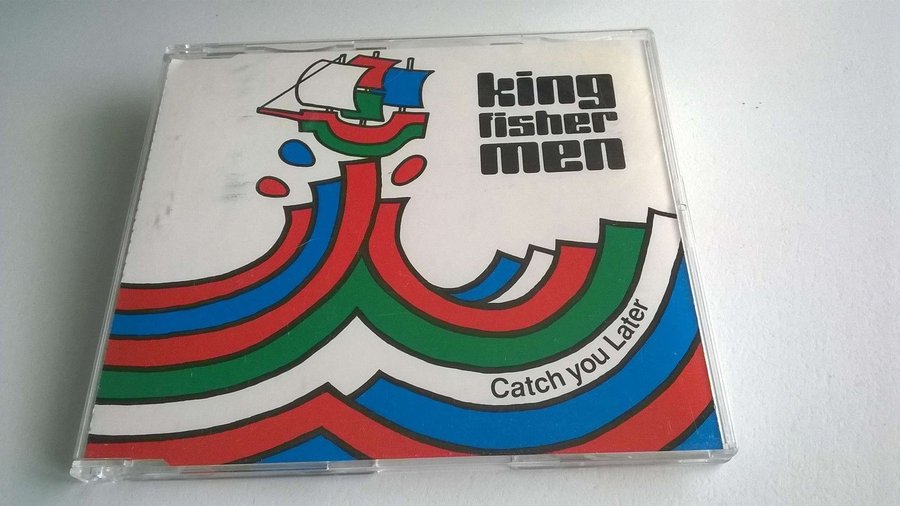 king
fisher
men
Catch you Later